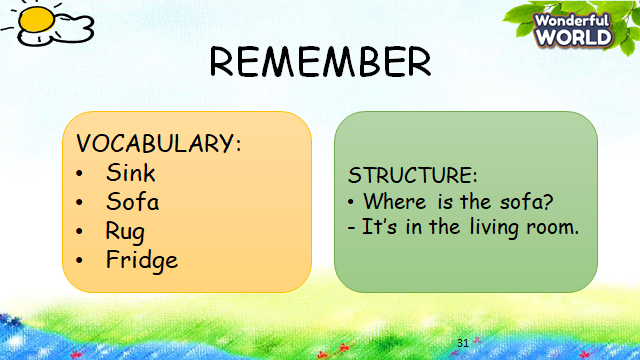 Wonderful
WORLD
REMEMBER
VOCABULARY:
• Sink
• Sofa
• Rug
• Fridge
STRUCTURE:
• Where is the sofa?
- It's in the living room.
31